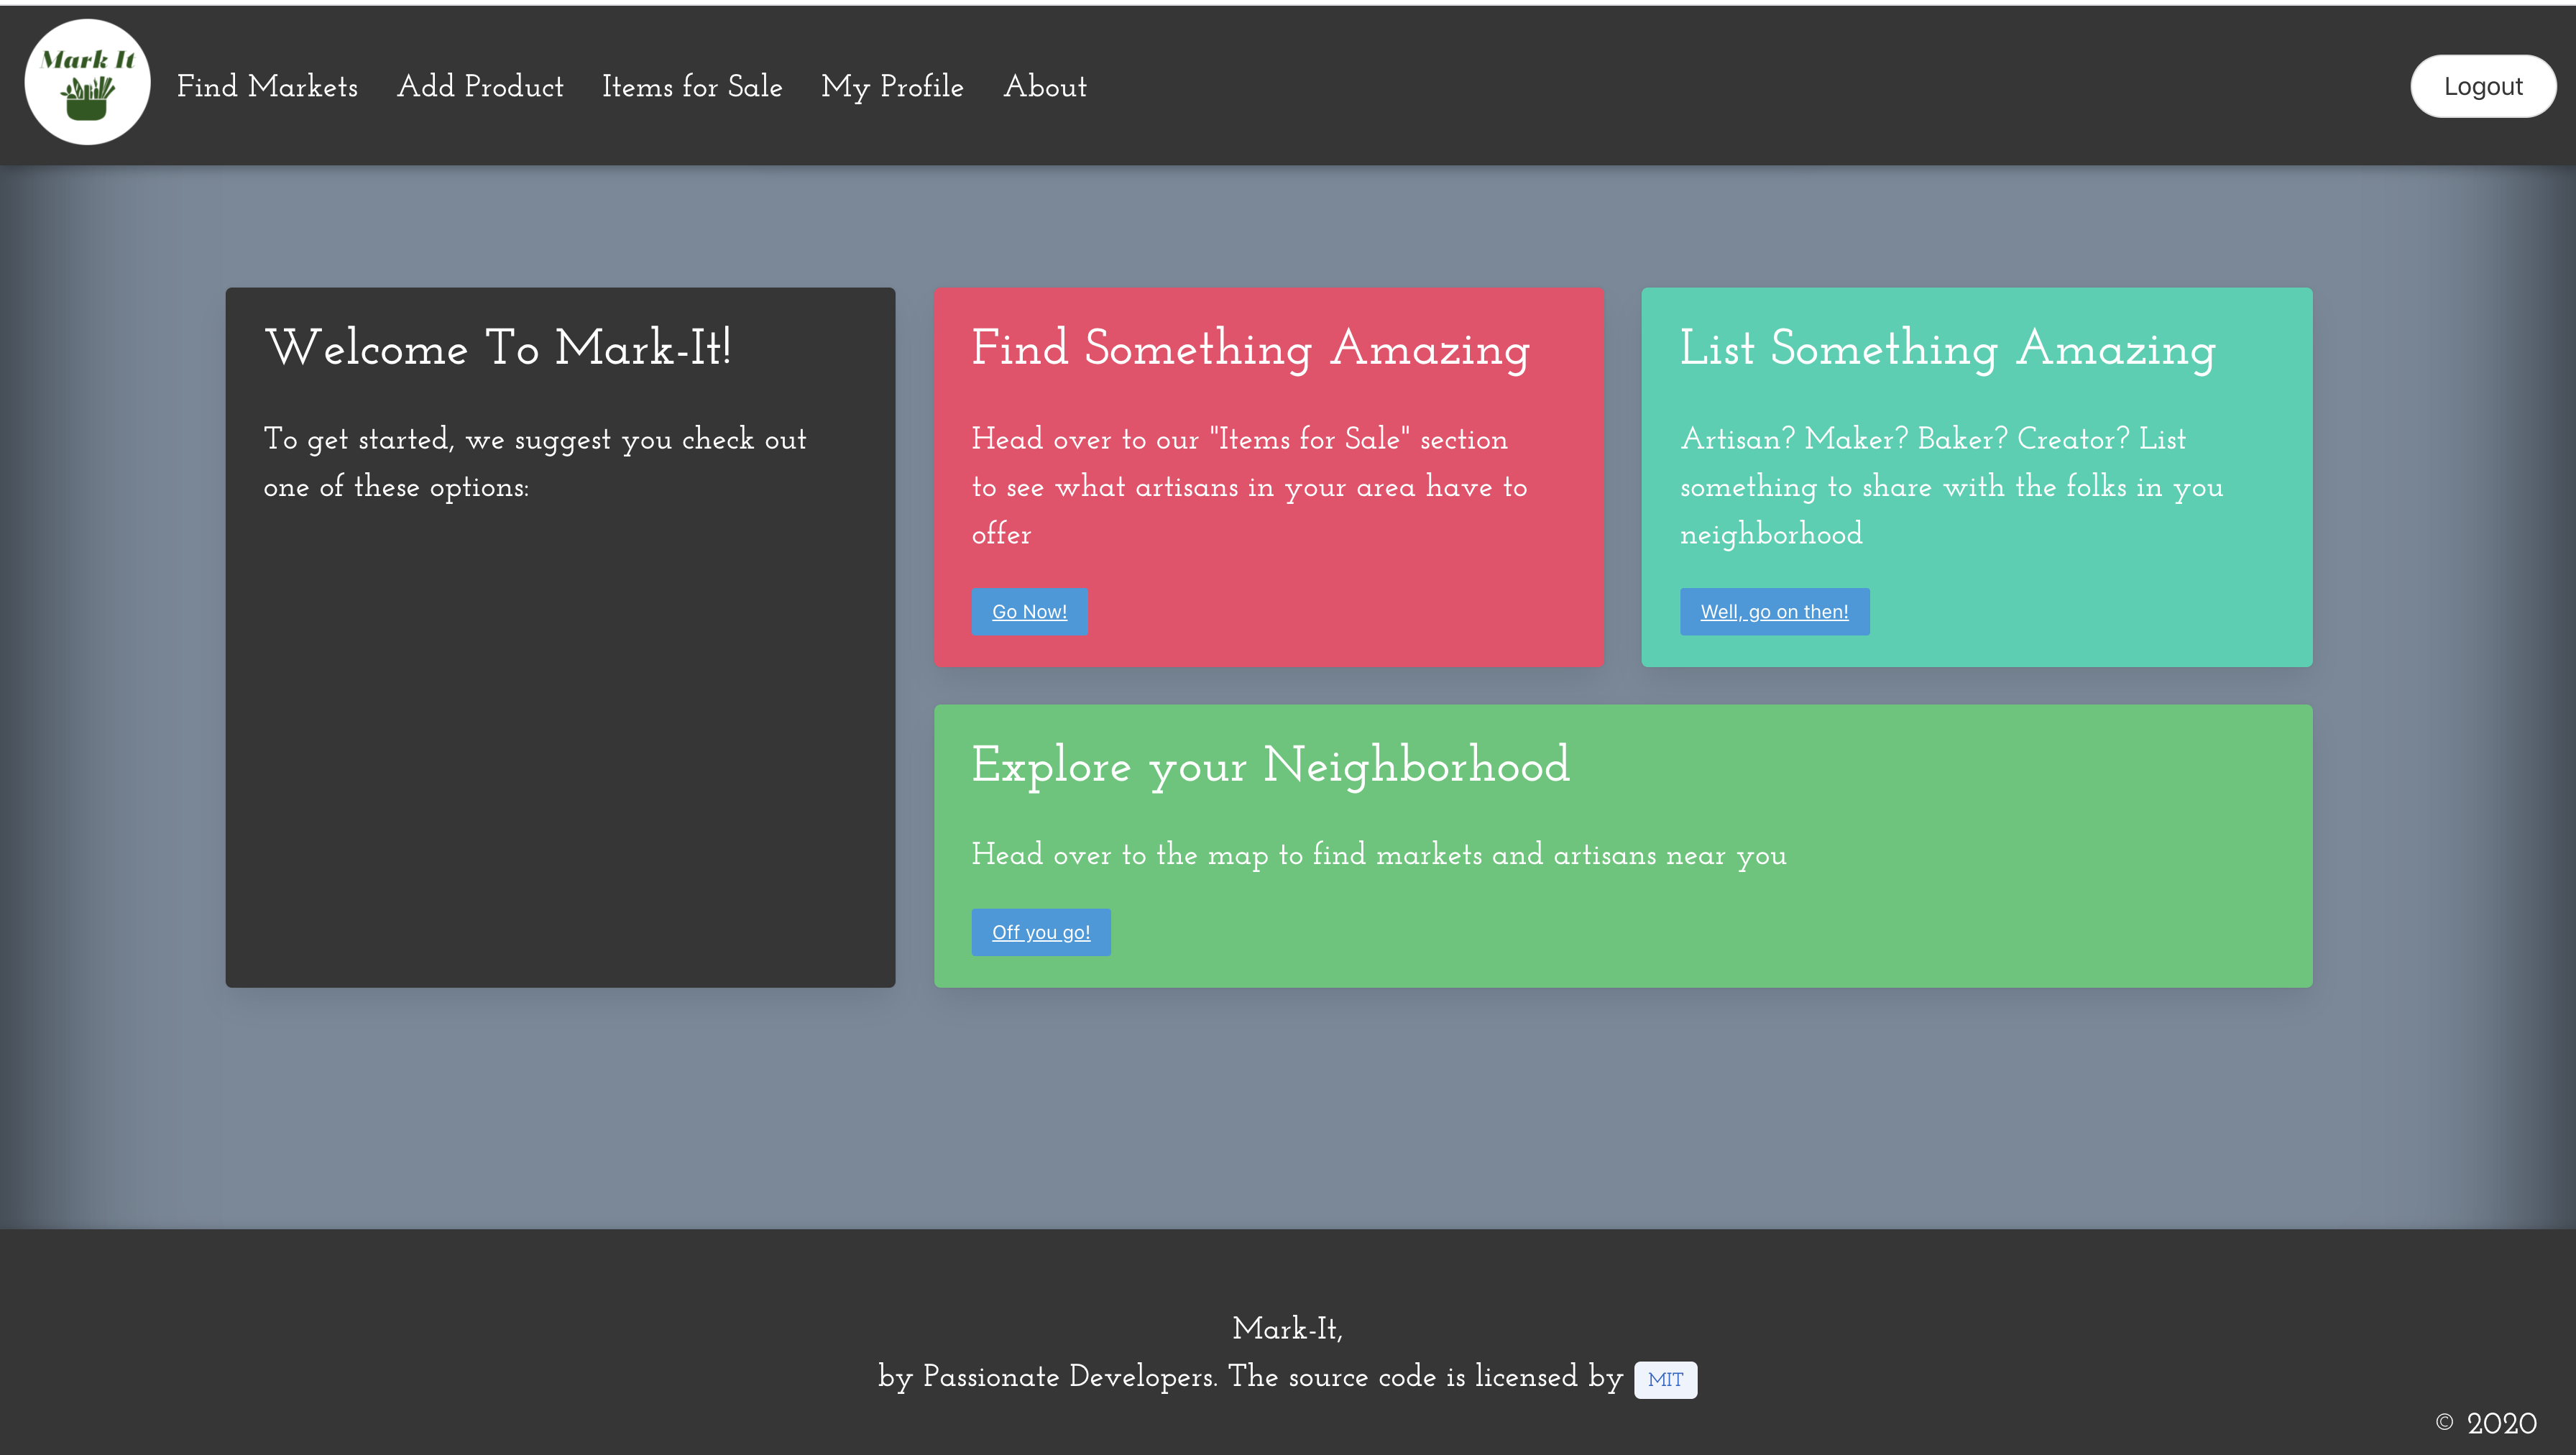 Mark It
Find Markets
Add Product
Items for Sale
My Profile
About
Logout
Welcome To Mark-It!
To get started, we suggest you check out
one of these options:
Find Something Amazing
Head over to our "Items for Sale" section
to see what artisans in your area have to
offer
Go Now!
List Something Amazing
Artisan? Maker? Baker? Creator? List
something to share with the folks in you
neighborhood
Well, go on then!
Explore your Neighborhood
Head over to the map to find markets and artisans near you
Off you go!
Mark-It,
by Passionate Developers. The source code is licensed by MIT
© 2020